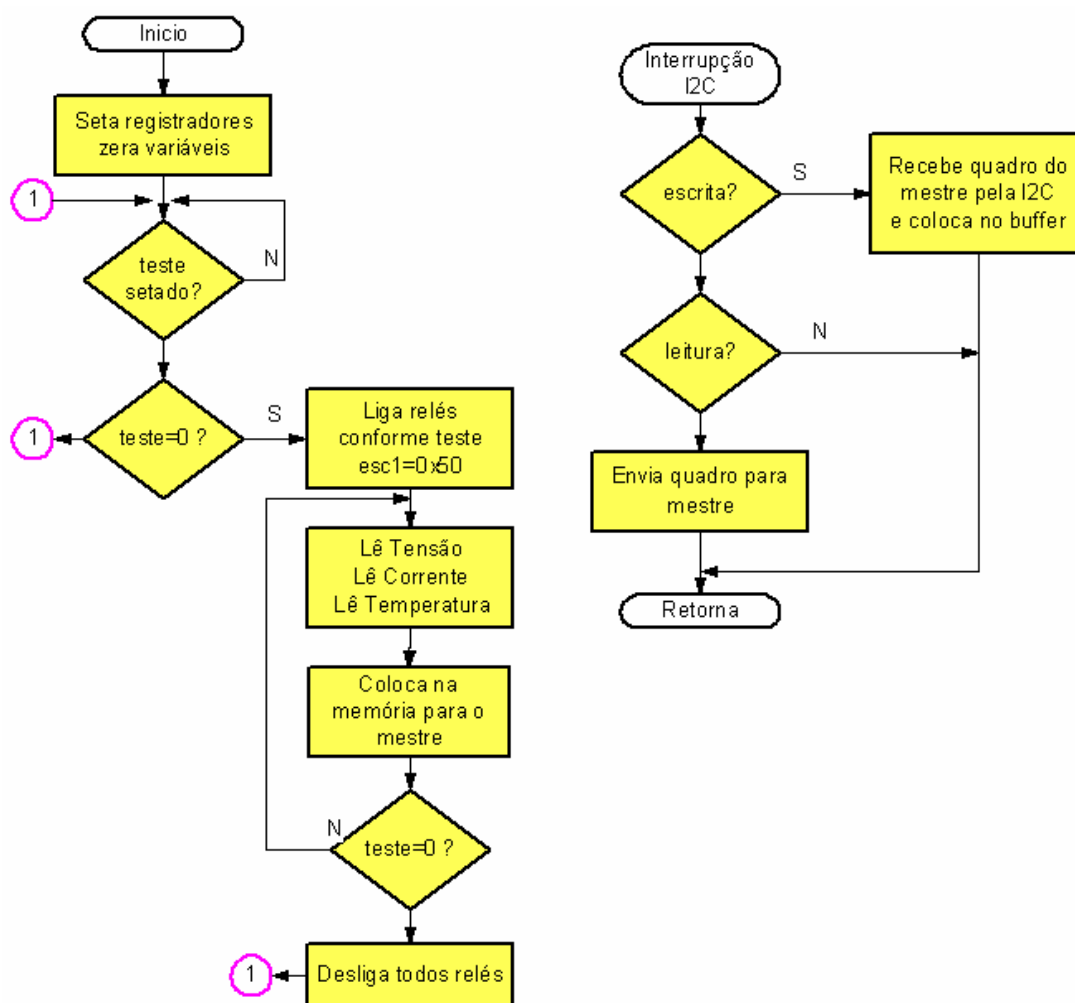 Inicio
Seta registradores
zera variáveis
1
N
teste
setado?
1
teste=0 ?
S
Liga relés
conforme teste
esc1=0x50
Lê Tensão
Lê Corrente
Lê Temperatura
Coloca na
memória para o
mestre
N
teste=0 ?
1
Desliga todos relés
Interrupção
I2C
escrita?
S
Recebe quadro do
mestre pela I2C
e coloca no buffer
leitura?
N
Envia quadro para
mestre
Retorna